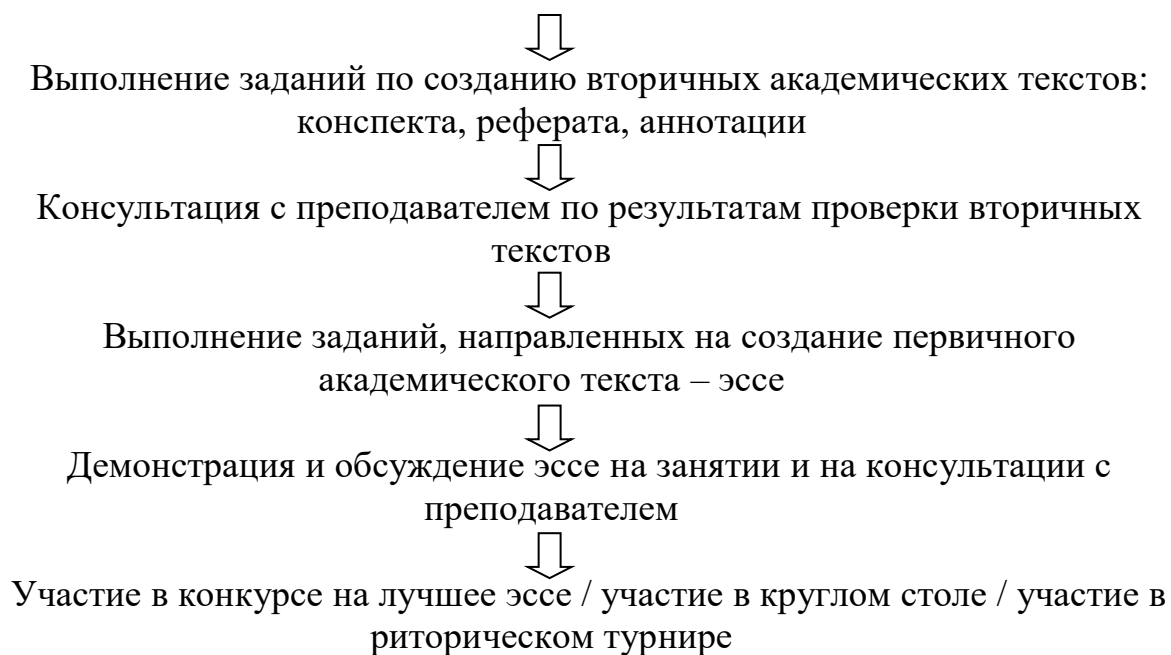 Выполнение заданий по созданию вторичных академических текстов:
конспекта, реферата, аннотации
Консультация с преподавателем по результатам проверки вторичных
текстов
Выполнение заданий, направленных на создание первичного
академического текста – эссе
Демонстрация и обсуждение эссе на занятии и на консультации с
преподавателем
Участие в конкурсе на лучшее эссе / участие в круглом столе / участие в
риторическом турнире